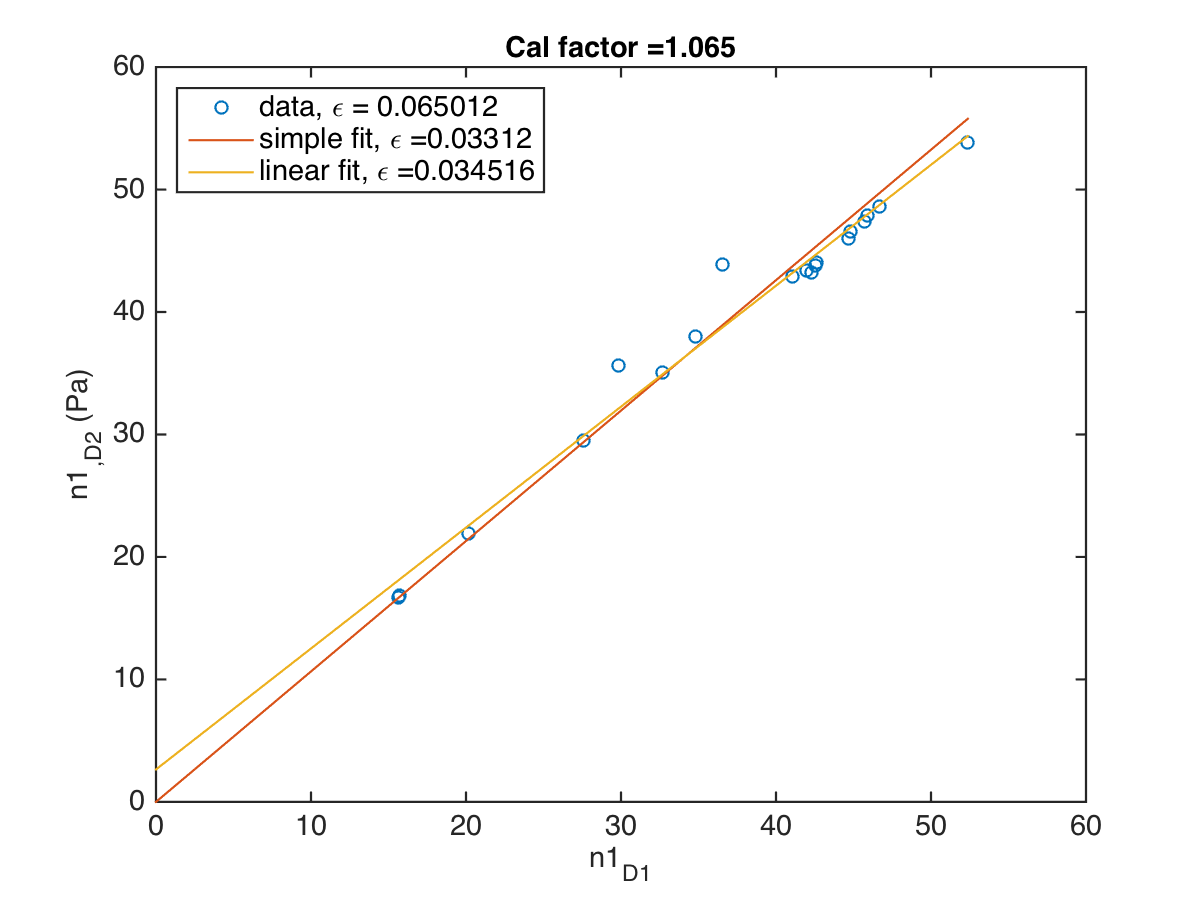 Cal factor =1.065
60
50
40
30
20
10
0
data, ϵ = 0.065012
simple fit, ϵ =0.03312
linear fit, ϵ =0.034516
n1,D2 (Pa)
0 10 20 30 40 50 60
n1D1